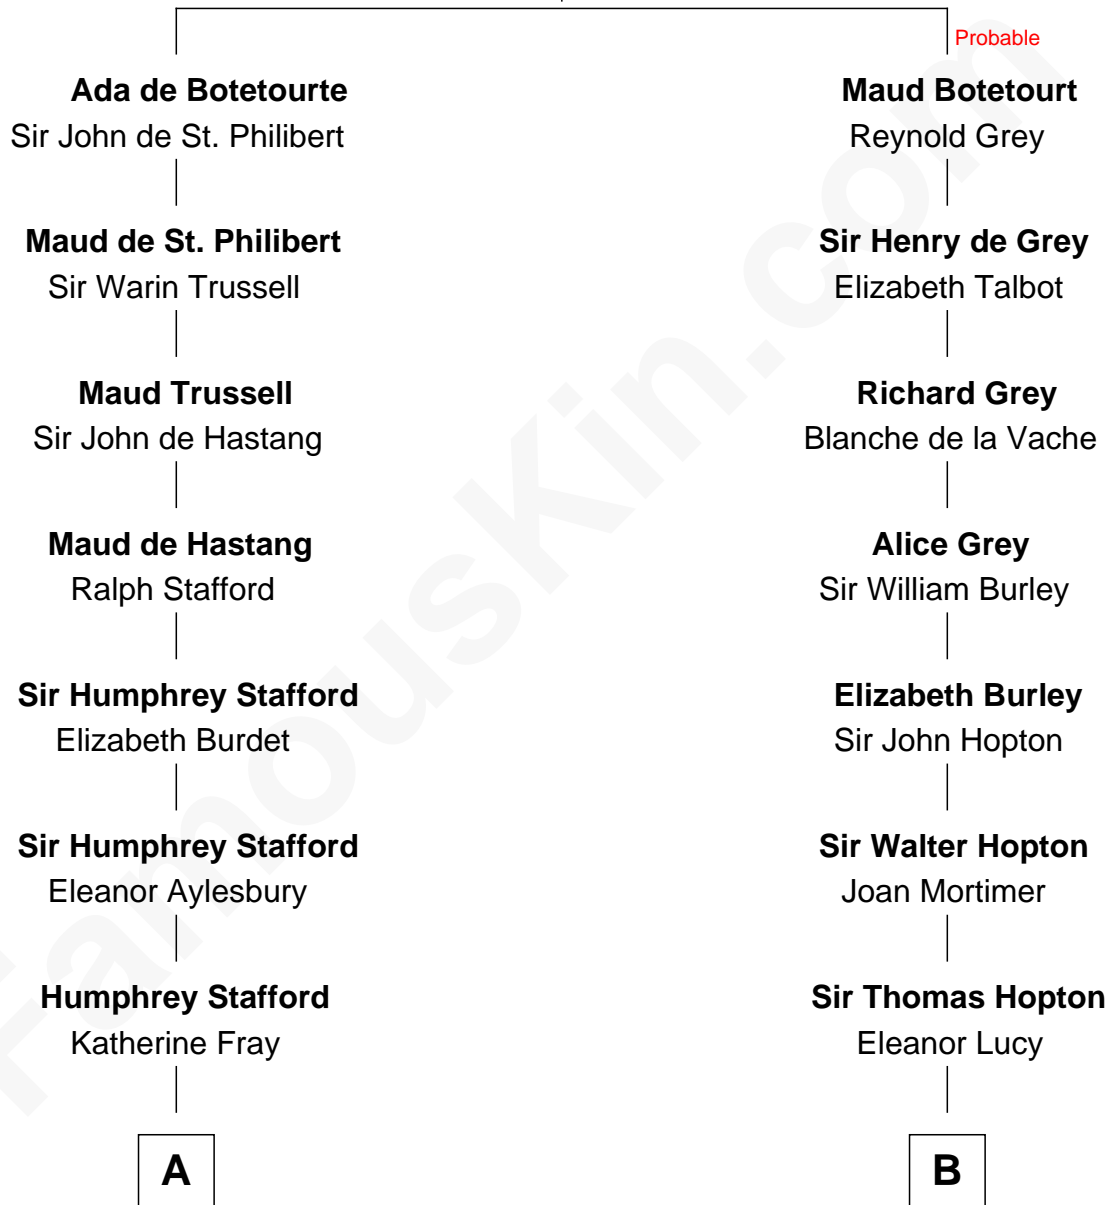 Probable
Ada de Botetourte
Sir John de St. Philibert
Maud Botetourt
Reynold Grey
Maud de St. Philibert
Sir Warin Trussell
Sir Henry de Grey
Elizabeth Talbot
Maud Trussell
Sir John de Hastang
Richard Grey
Blanche de la Vache
Maud de Hastang
Ralph Stafford
Alice Grey
Sir William Burley
Sir Humphrey Stafford
Elizabeth Burdet
Elizabeth Burley
Sir John Hopton
Sir Humphrey Stafford
Eleanor Aylesbury
Sir Walter Hopton
Joan Mortimer
Humphrey Stafford
Katherine Fray
Sir Thomas Hopton
Eleanor Lucy
A
B
FamousKin.com